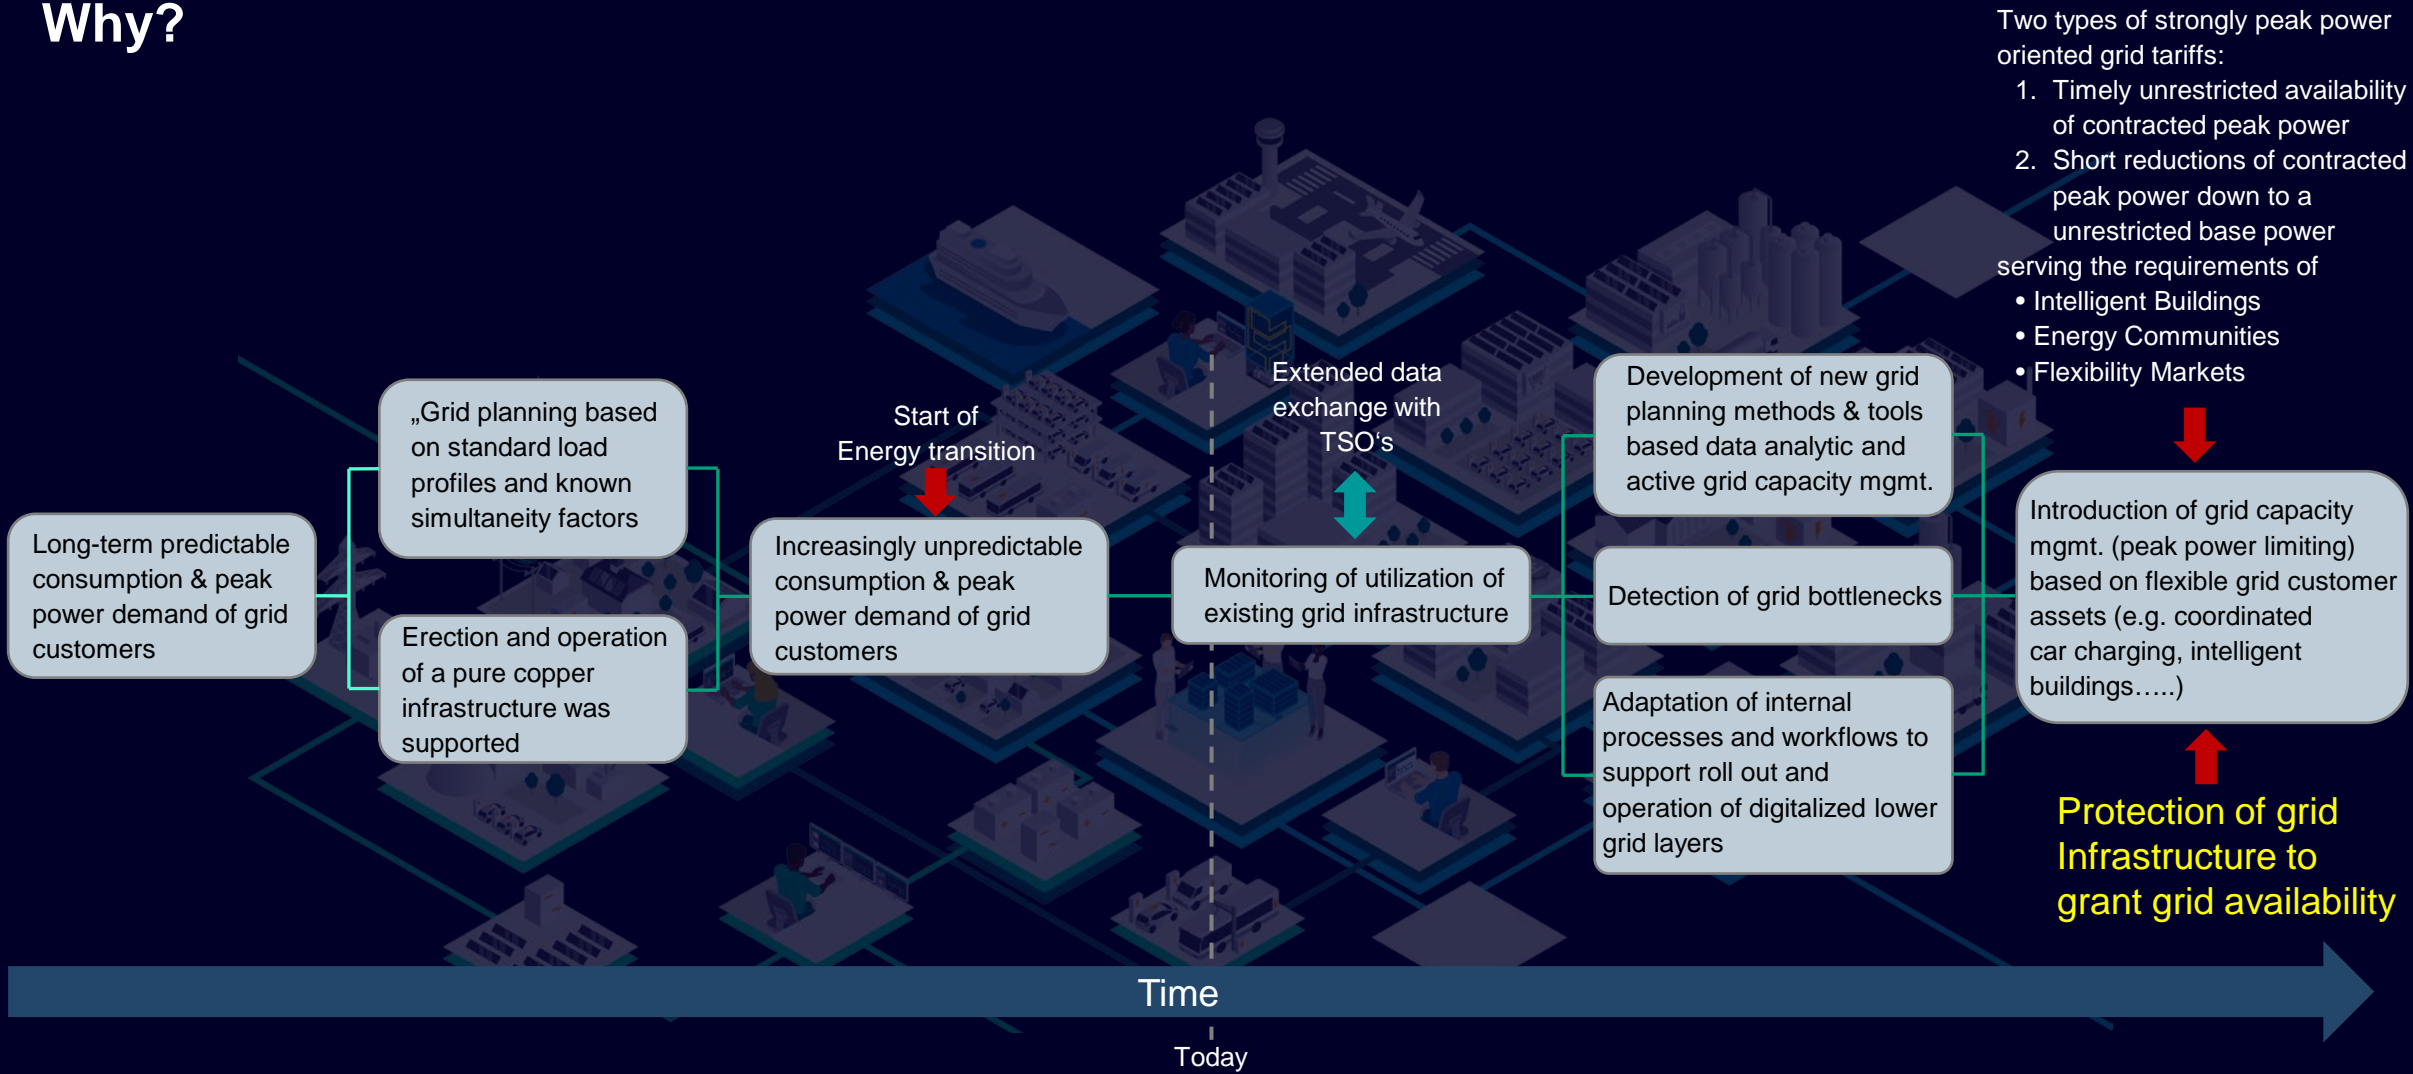 Why?
Two types of strongly peak power
oriented grid tariffs:
1. Timely unrestricted availability
of contracted peak power
2. Short reductions of contracted
peak power down to a
unrestricted base power
serving the requirements of
• Intelligent Buildings
• Energy Communities
• Flexibility Markets
Long-term predictable
consumption & peak
power demand of grid
customers
„Grid planning based
on standard load
profiles and known
simultaneity factors
Erection and operation
of a pure copper
infrastructure was
supported
Start of
Energy transition
Increasingly unpredictable
consumption & peak
power demand of grid
customers
Extended data
exchange with
TSO‘s
Monitoring of utilization of
existing grid infrastructure
Development of new grid
planning methods & tools
based data analytic and
active grid capacity mgmt.
Detection of grid bottlenecks
Adaptation of internal
processes and workflows to
support roll out and
operation of digitalized lower
grid layers
Introduction of grid capacity
mgmt. (peak power limiting)
based on flexible grid customer
assets (e.g. coordinated
car charging, intelligent
buildings…..)
Protection of grid
Infrastructure to
grant grid availability
Time
Today